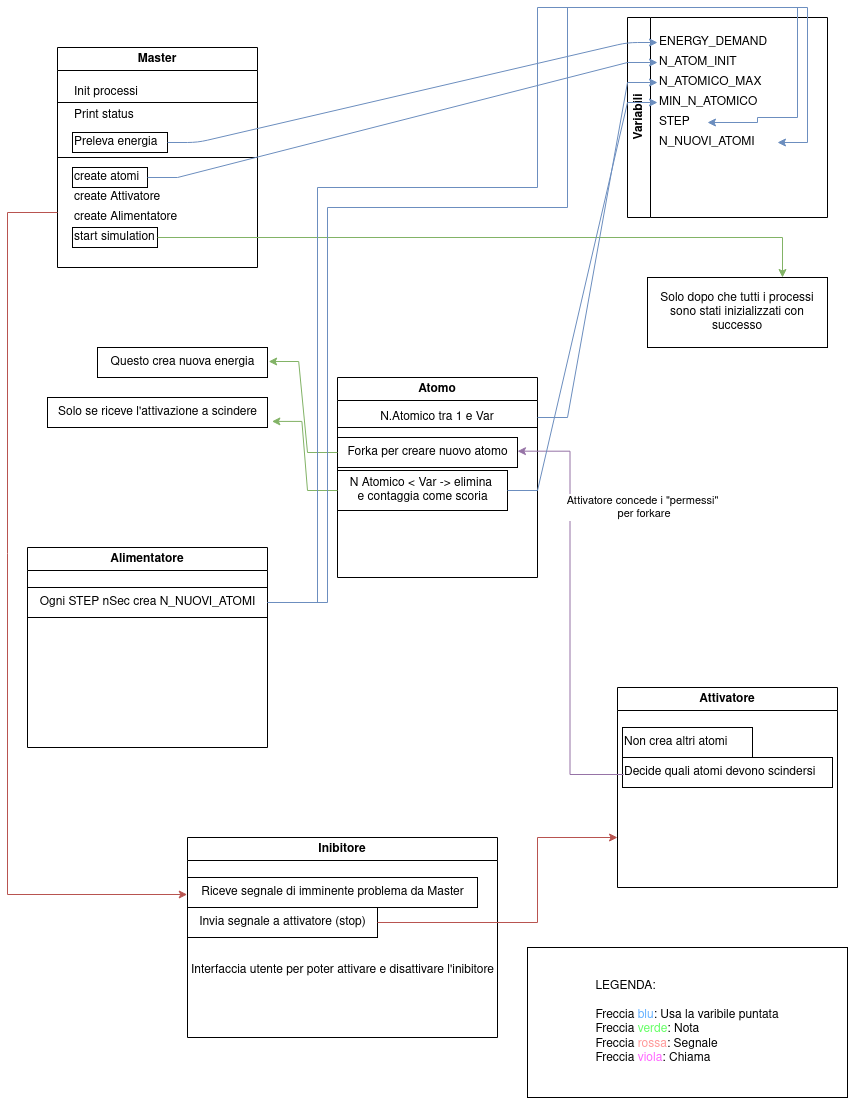 Master
Init processi
Print status
Preleva energia
create atomi
create Attivatore
create Alimentatore
start simulation
Variabili
ENERGY_DEMAND
N_ATOM_INIT
N_ATOMICO_MAX
MIN_N_ATOMICO
STEP
N_NUOVI_ATOMI
Solo dopo che tutti i processi
sono stati inizializzati con
successo
Questo crea nuova energia
Solo se riceve l'attivazione a scindere
Atomo
N.Atomico tra 1 e Var
Forka per creare nuovo atomo
N Atomico < Var -> elimina
e contaggia come scoria
Attivatore concede i "permessi"
per forkare
Alimentatore
Ogni STEP nSec crea N_NUOVI_ATOMI
Attivatore
Non crea altri atomi
Decide quali atomi devono scindersi
Inibitore
Riceve segnale di imminente problema da Master
Invia segnale a attivatore (stop)
Interfaccia utente per poter attivare e disattivare l'inibitore
LEGENDA:
Freccia blu: Usa la varibile puntata
Freccia verde: Nota
Freccia rossa: Segnale
Freccia viola: Chiama